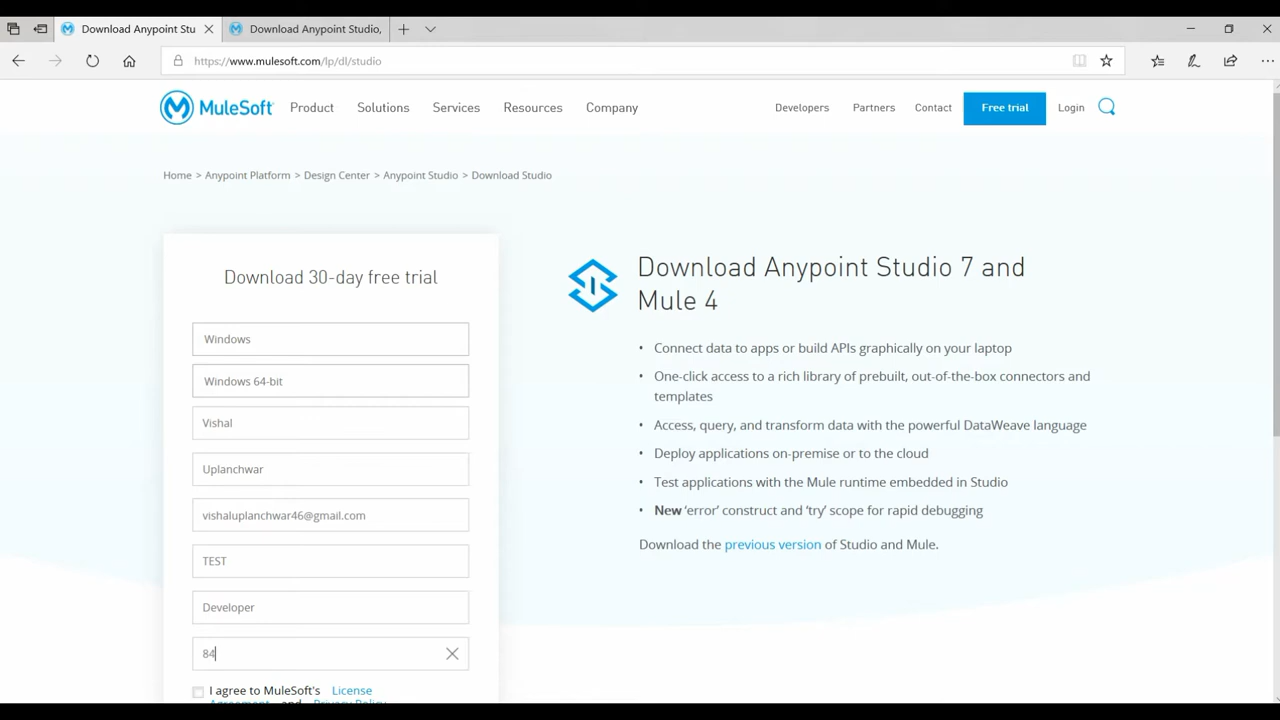 Download Anypoint Stu
Download Anypoint Studio,
https://www.mulesoft.com/lp/dl/studio
MuleSoft Product Solutions Services Resources Company Developers Partners Contact Free trial Login
Home > Anypoint Platform > Design Center > Anypoint Studio > Download Studio
Download 30-day free trial
Windows
Windows 64-bit
Vishal
Uplanchwar
vishaluplanchwar46@gmail.com
TEST
Developer
84
I agree to MuleSoft's License
Agreement and Privacy Policy
Download Anypoint Studio 7 and
Mule 4
• Connect data to apps or build APIs graphically on your laptop
• One-click access to a rich library of prebuilt, out-of-the-box connectors and
templates
• Access, query, and transform data with the powerful DataWeave language
• Deploy applications on-premise or to the cloud
• Test applications with the Mule runtime embedded in Studio
• New 'error' construct and 'try' scope for rapid debugging
Download the previous version of Studio and Mule.